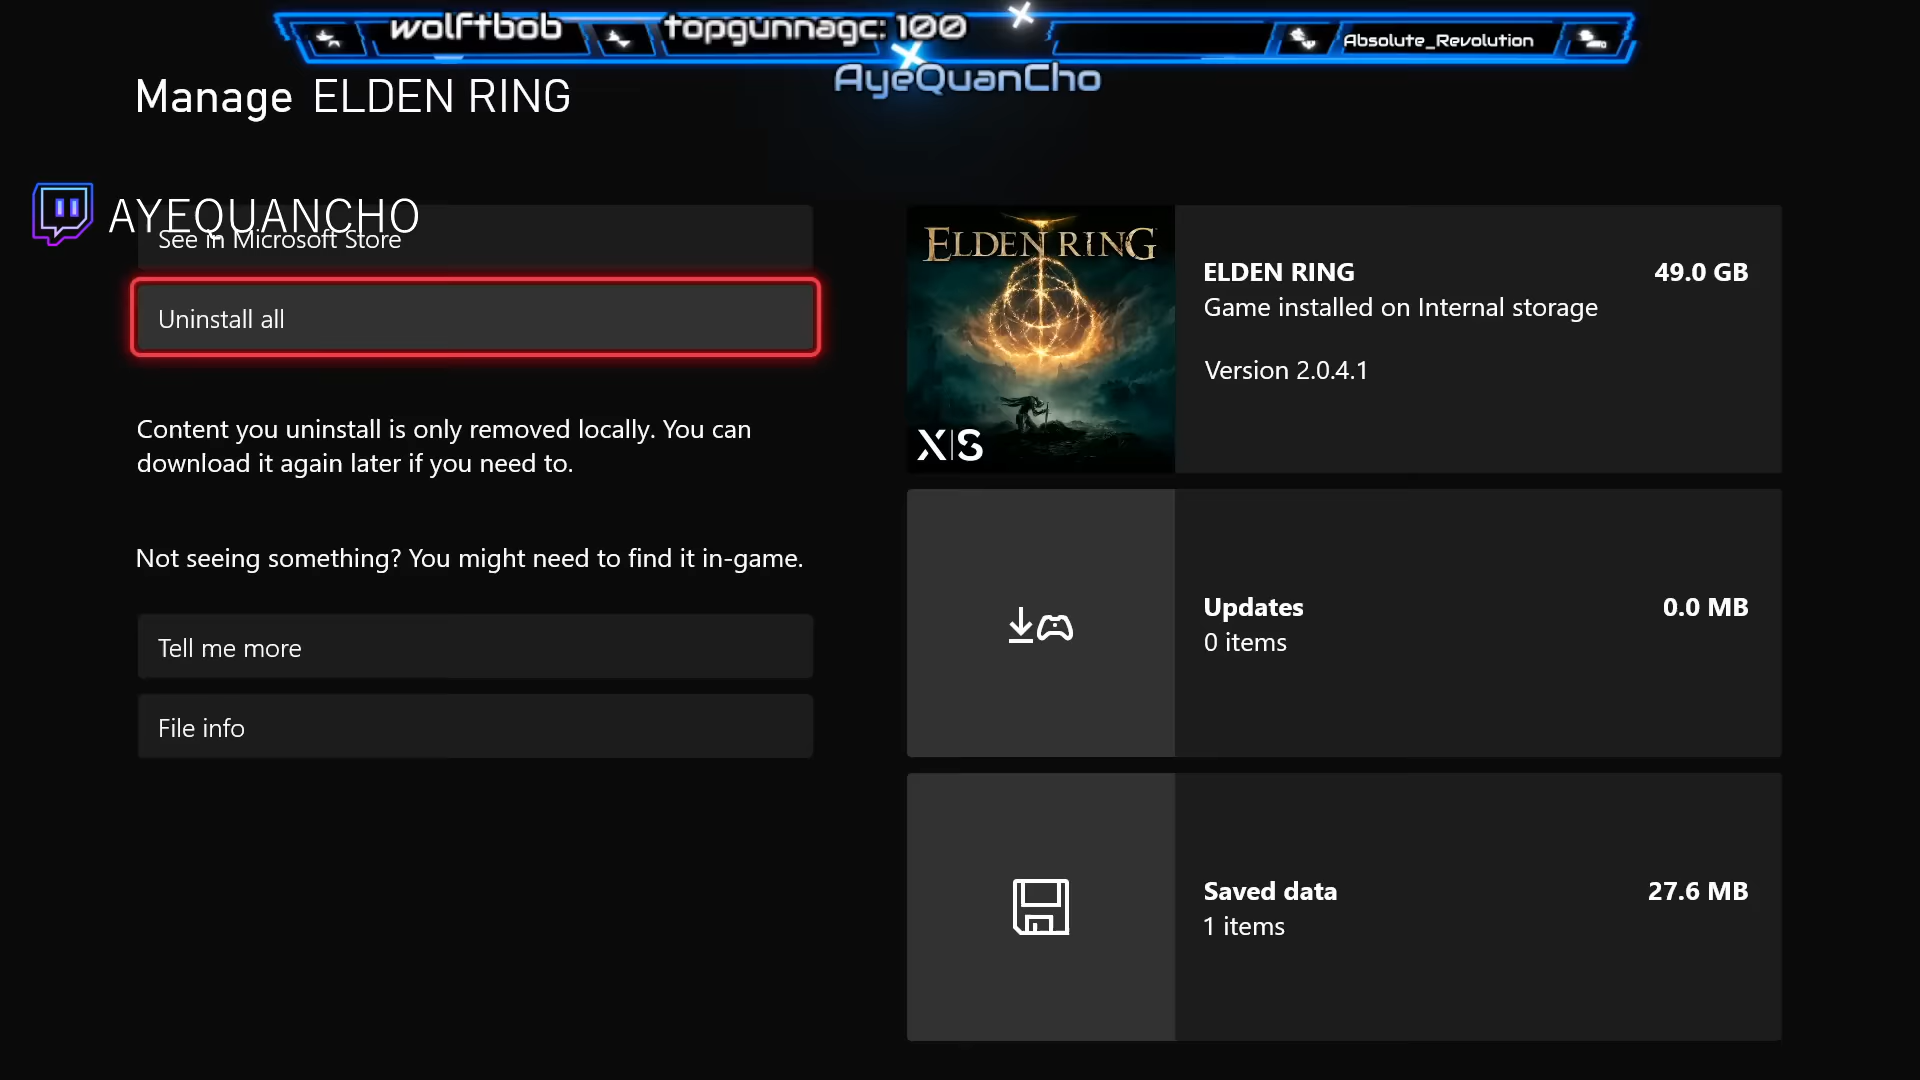 wolftbob
topgunnagc: 100
Absolute_Revolution
AyeQuanCho
Manage ELDEN RING
AYEQUANCHO
See in Microsoft Store
Uninstall all
Content you uninstall is only removed locally. You can
download it again later if you need to.
Not seeing something? You might need to find it in-game.
Tell me more
File info
ELDEN RING
X|S
ELDEN RING 49.0 GB
Game installed on Internal storage
Version 2.0.4.1
Updates 0.0 MB
0 items
Saved data 27.6 MB
1 items